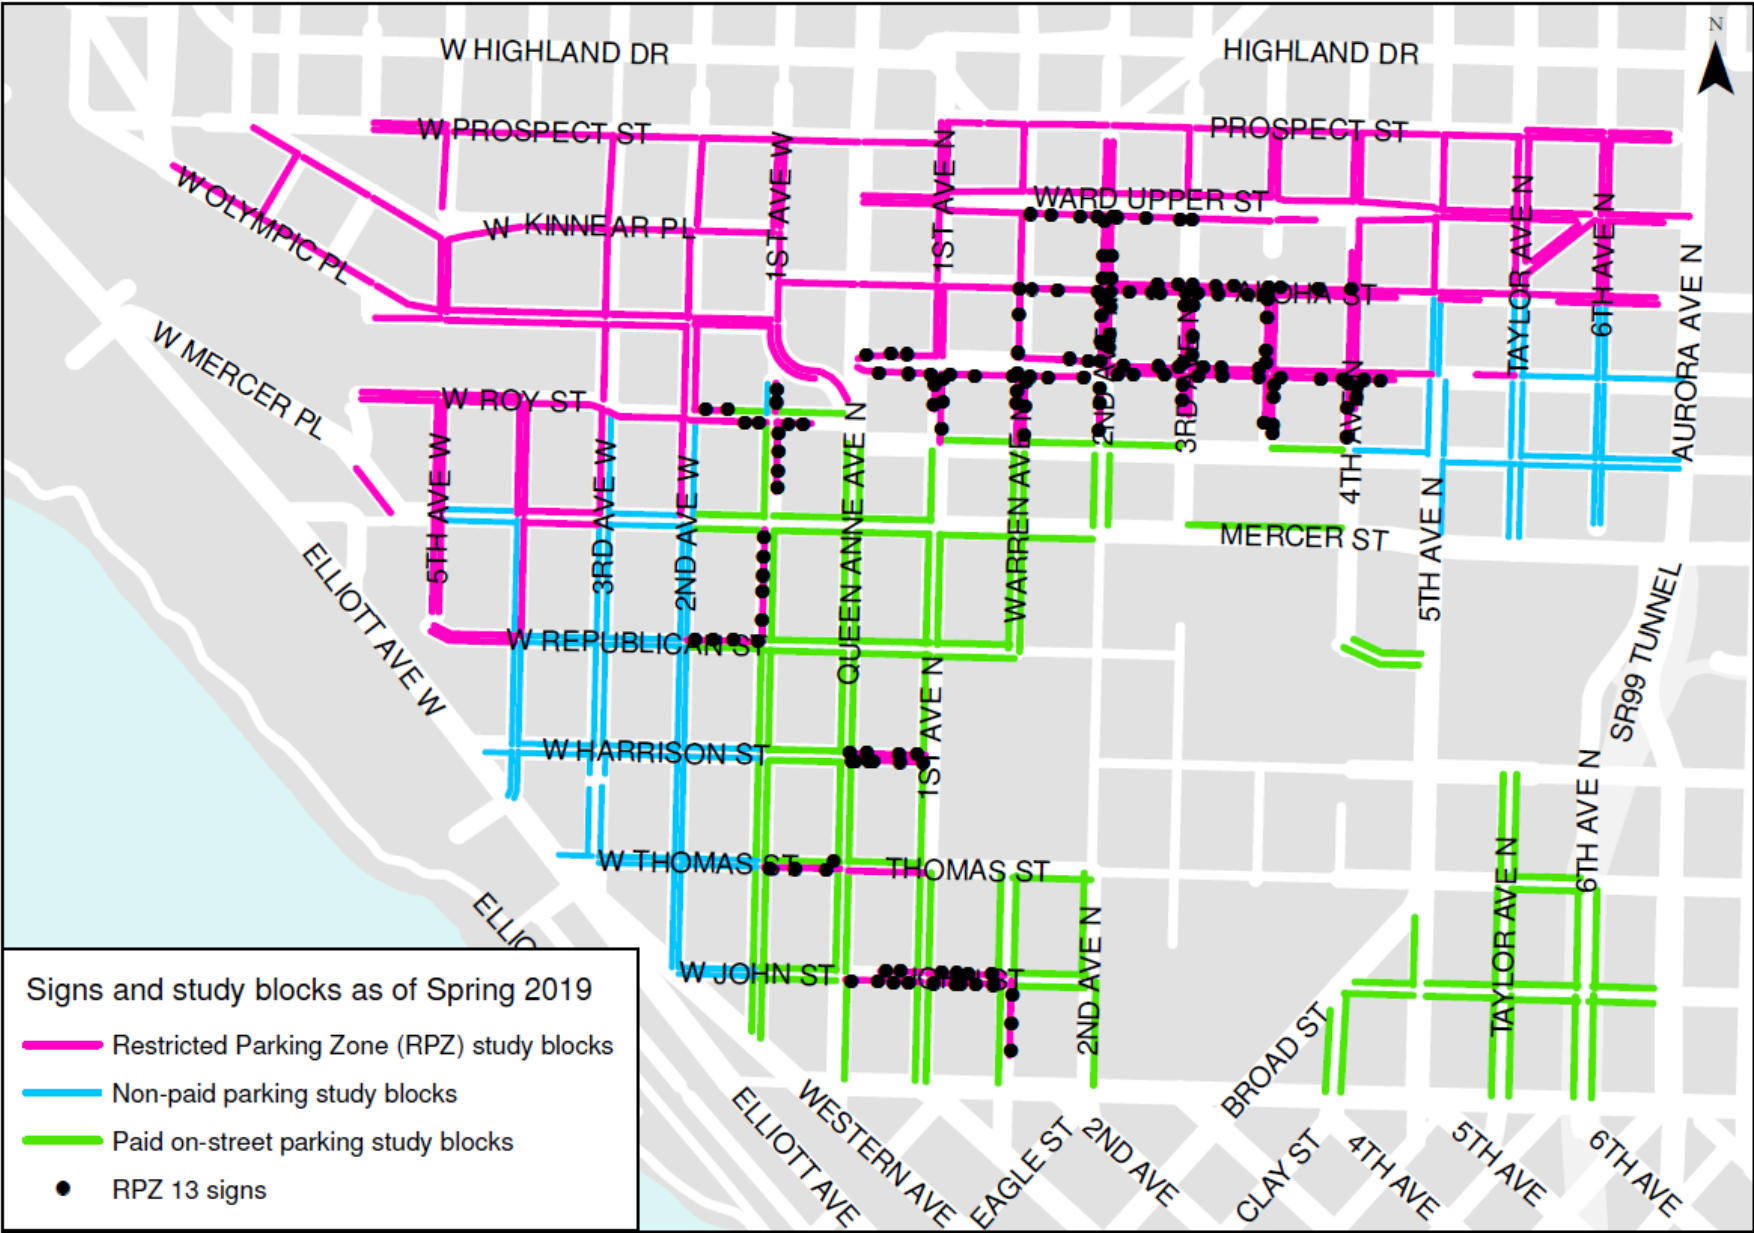 N
W HIGHLAND DR
HIGHLAND DR
W PROSPECT ST
PROSPECT ST
W OLYMPIC PL
W KINNEAR PL
1ST AVE W
1ST AVE N
WARD UPPER ST
TAYLOR AVE N
6TH AVE N
AURORA AVE N
ALOHA ST
W MERCER PL
W ROY ST
5TH AVE W
3RD AVE W
2ND AVE W
QUEEN ANNE AVE N
WARREN AVE N
2ND AVE N
3RD AVE N
4TH AVE N
5TH AVE N
MERCER ST
ELLIOTT AVE W
W REPUBLICAN ST
SR99 TUNNEL
W HARRISON ST
1ST AVE N
6TH AVE N
W THOMAS ST
THOMAS ST
TAYLOR AVE N
W JOHN ST
JOHN ST
2ND AVE N
BROAD ST
ELLIOTT AVE
WESTERN AVE
EAGLE ST
2ND AVE
CLAY ST
4TH AVE
5TH AVE
6TH AVE
Signs and study blocks as of Spring 2019
Restricted Parking Zone (RPZ) study blocks
Non-paid parking study blocks
Paid on-street parking study blocks
RPZ 13 signs